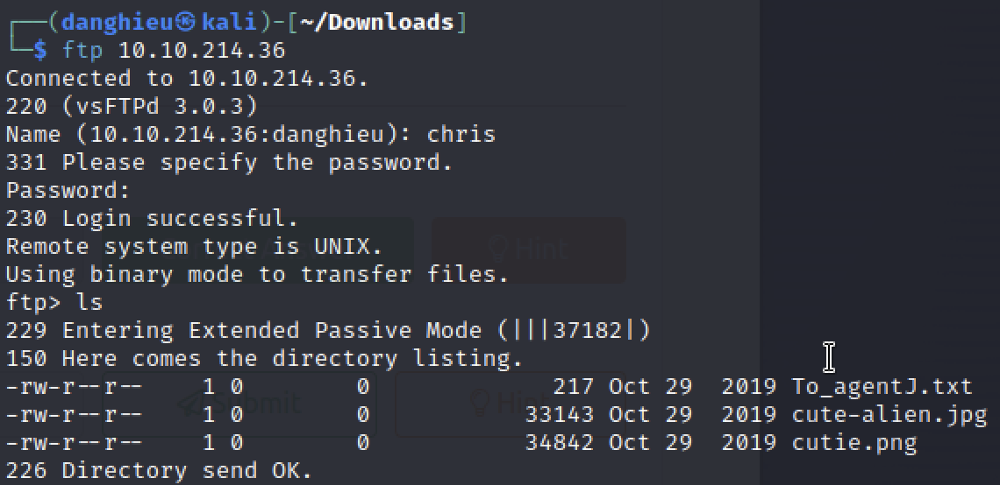 ┌──(danghieu㉿kali)-[~/Downloads]
└─$ ftp 10.10.214.36
Connected to 10.10.214.36.
220 (vsFTPd 3.0.3)
Name (10.10.214.36:danghieu): chris
331 Please specify the password.
Password:
230 Login successful.
Remote system type is UNIX.
Using binary mode to transfer files.
Hint
ftp> ls
229 Entering Extended Passive Mode (|||37182|)
150 Here comes the directory listing.
-rw-r--r--    1 0        0             217 Oct 29  2019 To_agentJ.txt
-rw-r--r--    1 0        0           33143 Oct 29  2019 cute-alien.jpg
Submit Hint
-rw-r--r--    1 0        0           34842 Oct 29  2019 cutie.png
226 Directory send OK.